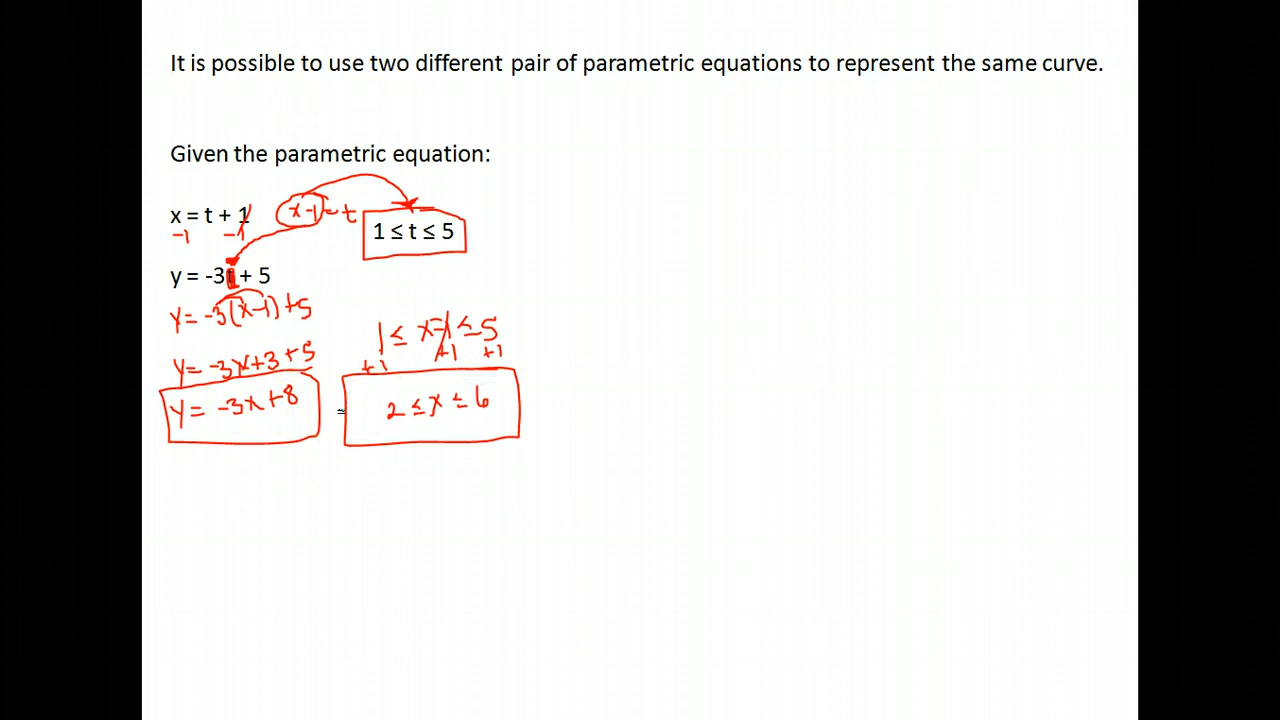 It is possible to use two different pair of parametric equations to represent the same curve.
Given the parametric equation:
x = t + 1
x-1 = t
-1 -1
1 ≤ t ≤ 5
y = -3t + 5
y = -3(x-1)+5
1 ≤ x-1 ≤ 5
+1 +1 +1
y = -3x+3+5
y = -3x+8
2 ≤ x ≤ 6